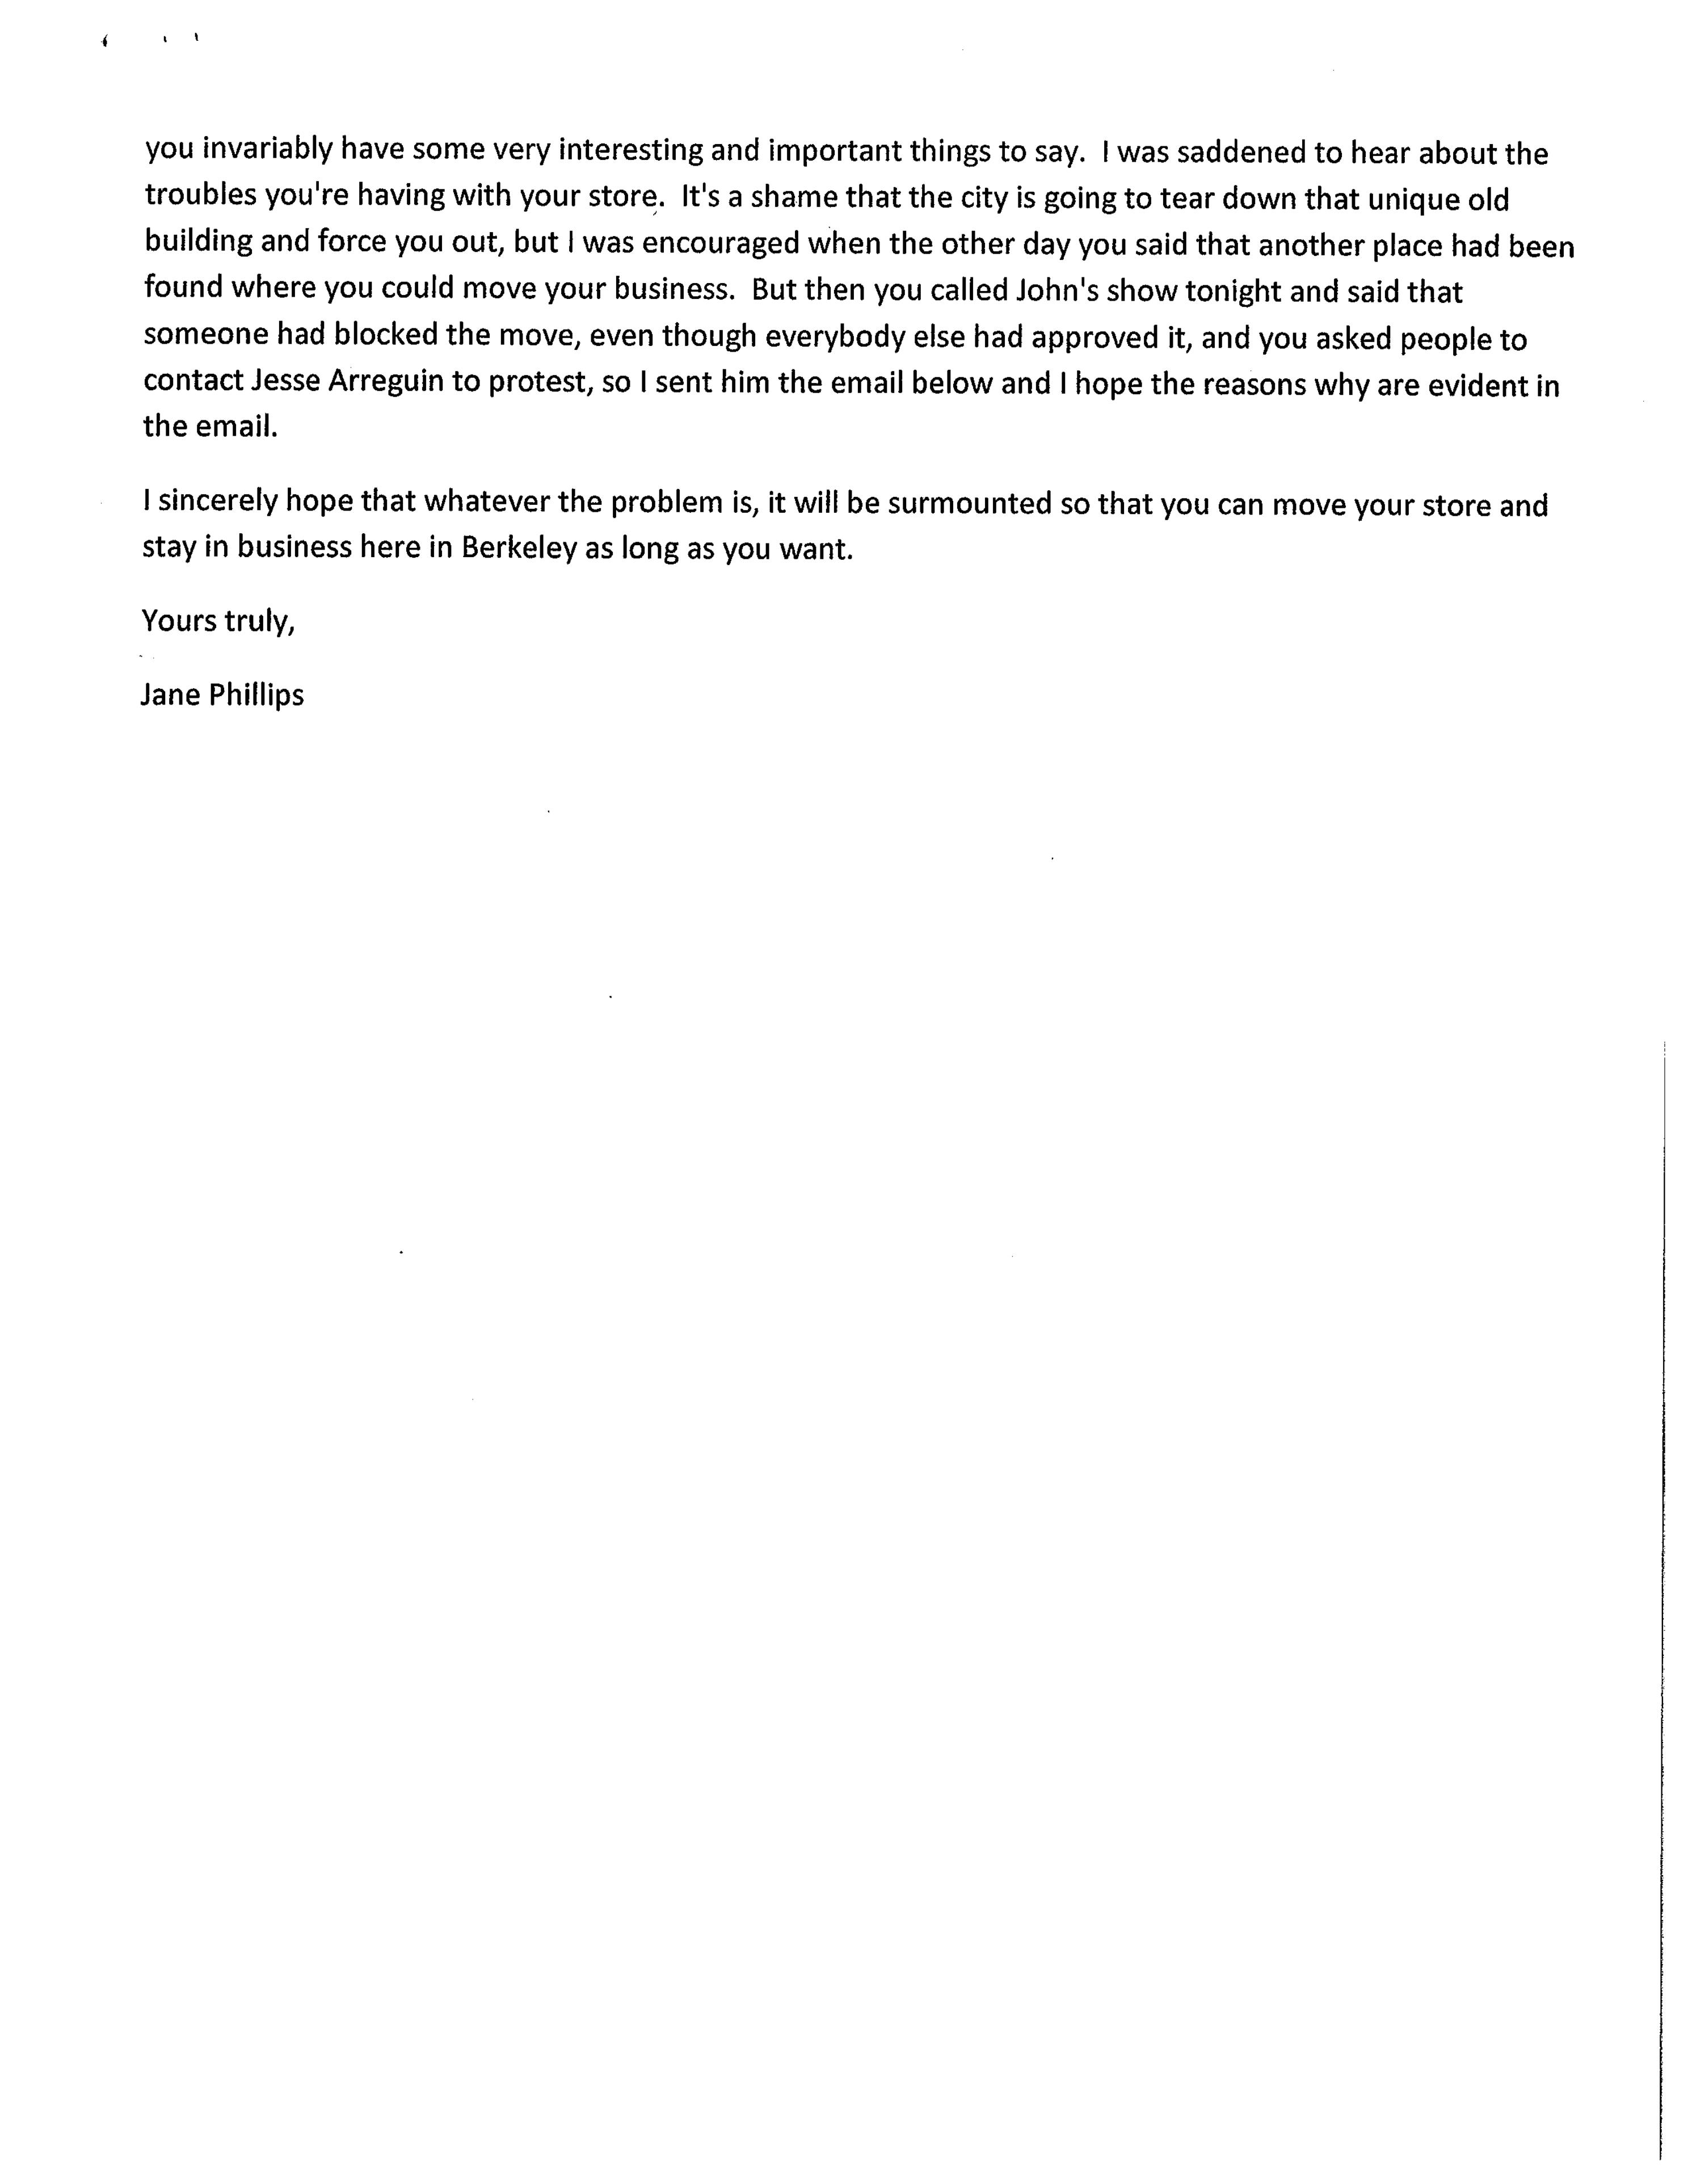 you invariably have some very interesting and important things to say.  I was saddened to hear about the
troubles you're having with your store.  It's a shame that the city is going to tear down that unique old
building and force you out, but I was encouraged when the other day you said that another place had been
found where you could move your business.  But then you called John's show tonight and said that
someone had blocked the move, even though everybody else had approved it, and you asked people to
contact Jesse Arreguin to protest, so I sent him the email below and I hope the reasons why are evident in
the email.
I sincerely hope that whatever the problem is, it will be surmounted so that you can move your store and
stay in business here in Berkeley as long as you want.
Yours truly,
Jane Phillips